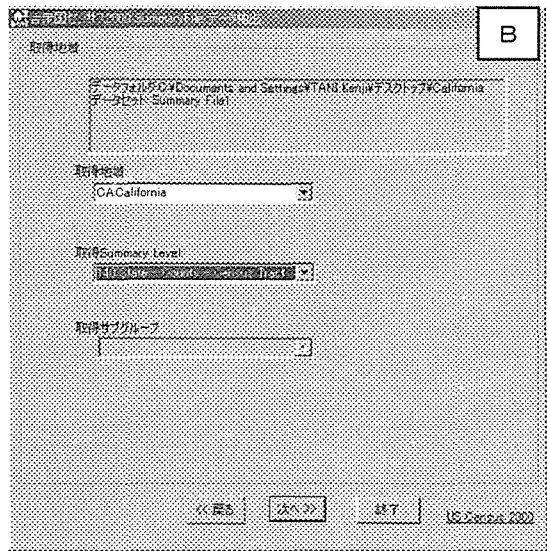 B
取得地域
データフォルダ:C:¥Documents and Settings¥TANI Kenji¥デスクトップ¥California
データセット Summary File1
取得地域
CA:California
取得Summary Level
取得サブグループ
<< 戻る
次へ >>
終了
US Census 2000